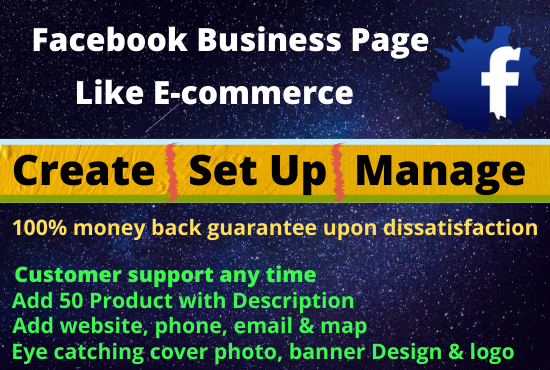 Facebook Business Page
Like E-commerce
f
Create Set Up Manage
100% money back guarantee upon dissatisfaction
Customer support any time
Add 50 Product with Description
Add website, phone, email & map
Eye catching cover photo, banner Design & logo